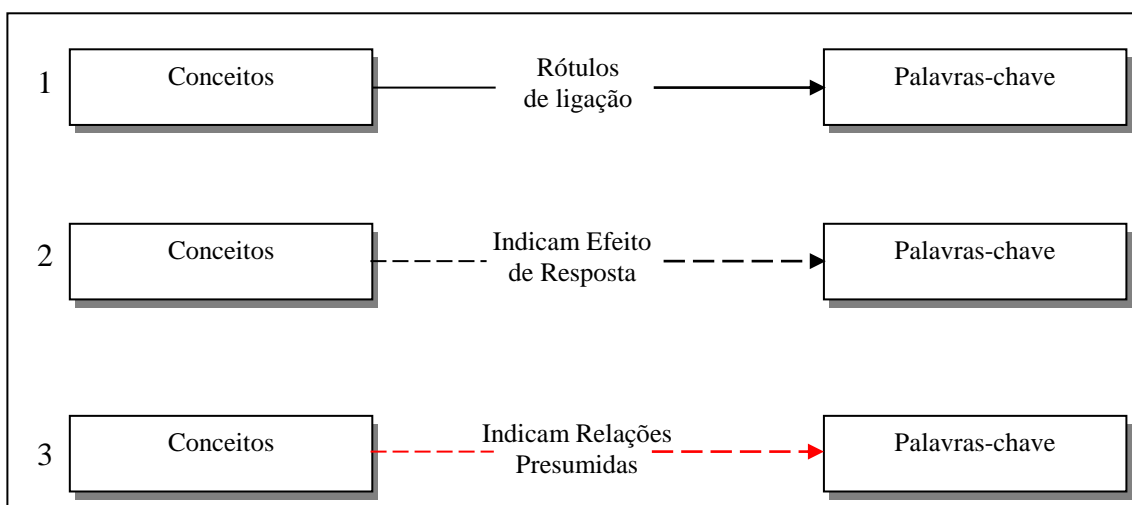 1
Conceitos
Rótulos
de ligação
Palavras-chave
2
Conceitos
Indicam Efeito
de Resposta
Palavras-chave
3
Conceitos
Indicam Relações
Presumidas
Palavras-chave